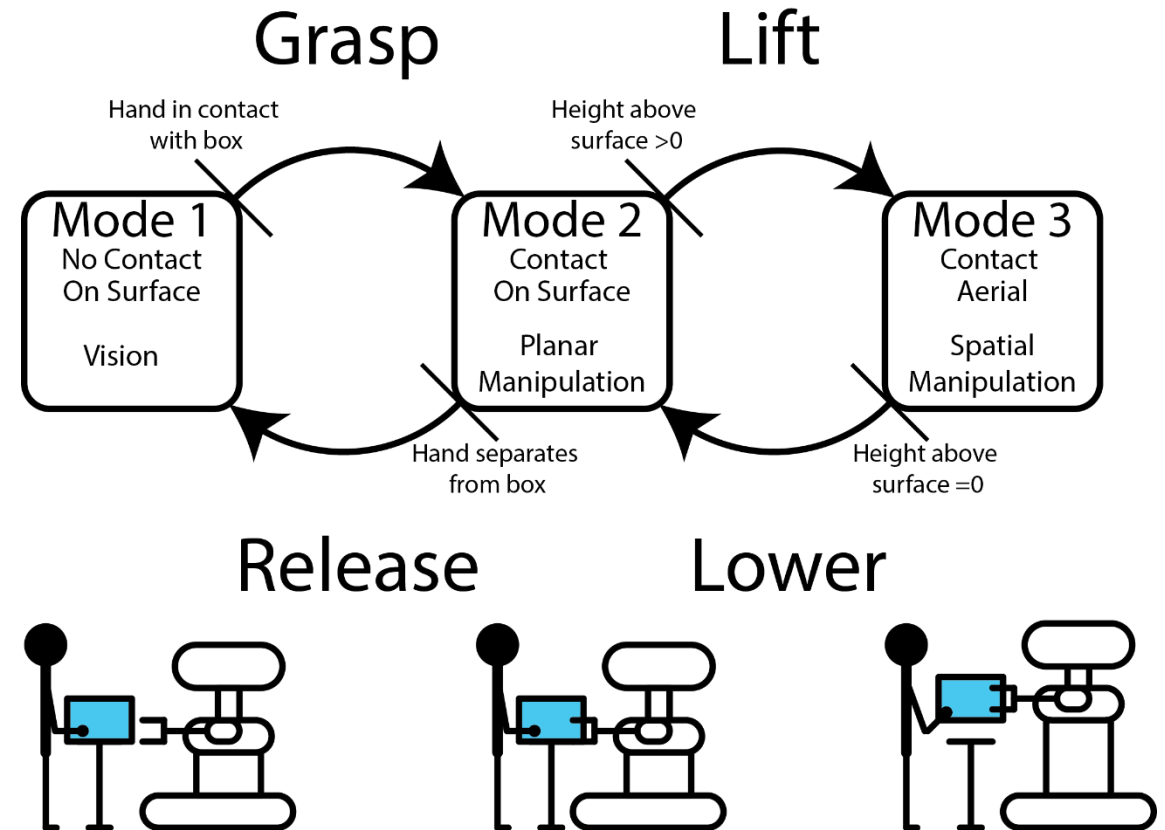 Grasp
Lift
Hand in contact
with box
Height above
surface >0
Mode 1
No Contact
On Surface
Vision
Mode 2
Contact
On Surface
Planar
Manipulation
Mode 3
Contact
Aerial
Spatial
Manipulation
Hand separates
from box
Height above
surface =0
Release
Lower